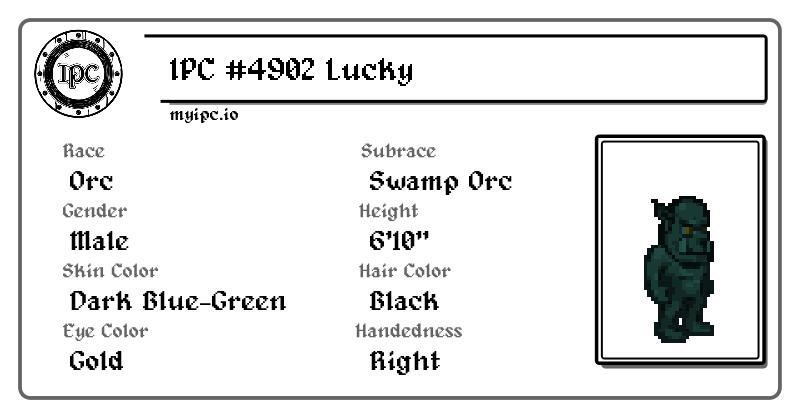 IPC
IPC #4902 Lucky
myipc.io
Race
Subrace
Orc
Swamp Orc
Gender
Height
Male
6'10"
Skin Color
Hair Color
Dark Blue-Green
Black
Eye Color
Handedness
Gold
Right